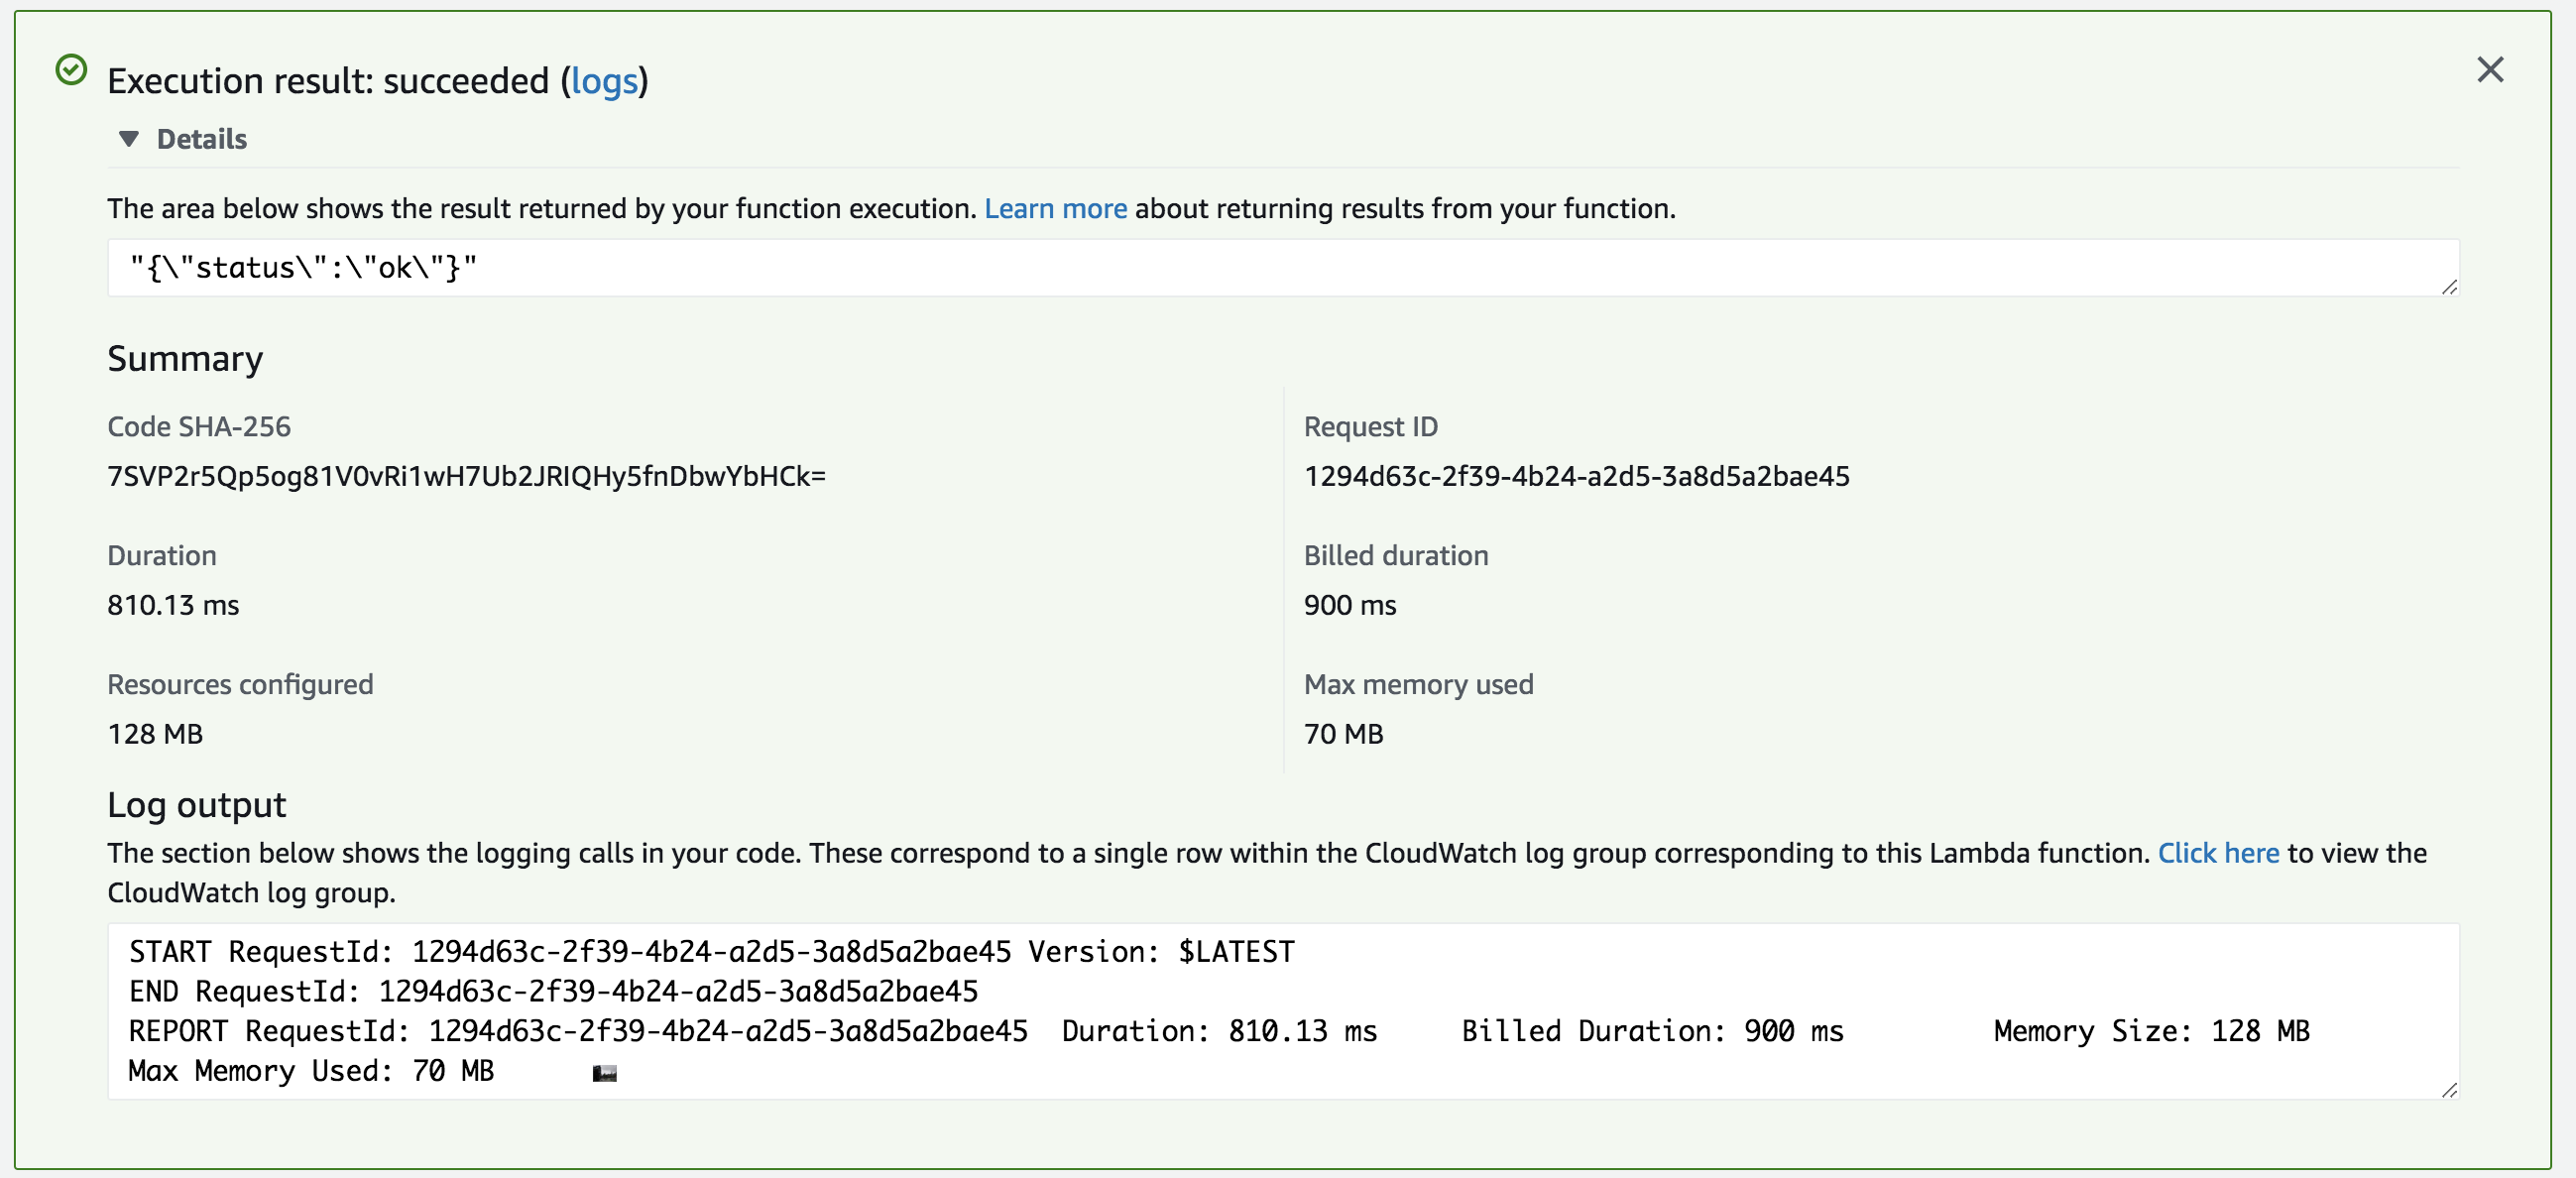 Execution result: succeeded (logs)
Details
The area below shows the result returned by your function execution. Learn more about returning results from your function.
"{\"status\":\"ok\"}"
Summary
Code SHA-256
7SVP2r5Qp5og81V0vRi1wH7Ub2JRIQHy5fnDbwYbHCk=
Request ID
1294d63c-2f39-4b24-a2d5-3a8d5a2bae45
Duration
810.13 ms
Billed duration
900 ms
Resources configured
128 MB
Max memory used
70 MB
Log output
The section below shows the logging calls in your code. These correspond to a single row within the CloudWatch log group corresponding to this Lambda function. Click here to view the
CloudWatch log group.
START RequestId: 1294d63c-2f39-4b24-a2d5-3a8d5a2bae45 Version: $LATEST
END RequestId: 1294d63c-2f39-4b24-a2d5-3a8d5a2bae45
REPORT RequestId: 1294d63c-2f39-4b24-a2d5-3a8d5a2bae45 Duration: 810.13 ms Billed Duration: 900 ms Memory Size: 128 MB
Max Memory Used: 70 MB